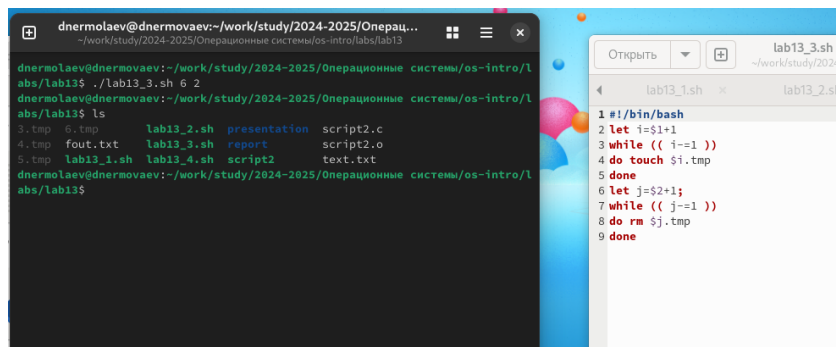 dnermolaev@dnermovaev:~/work/study/2024-2025/Операц...
~/work/study/2024-2025/Операционные системы/os-intro/labs/lab13
dnermolaev@dnermovaev:~/work/study/2024-2025/Операционные системы/os-intro/l
abs/lab13$ ./lab13_3.sh 6 2
dnermolaev@dnermovaev:~/work/study/2024-2025/Операционные системы/os-intro/l
abs/lab13$ ls
3.tmp 6.tmp lab13_2.sh presentation script2.c
4.tmp fout.txt lab13_3.sh report script2.o
5.tmp lab13_1.sh lab13_4.sh script2 text.txt
dnermolaev@dnermovaev:~/work/study/2024-2025/Операционные системы/os-intro/l
abs/lab13$
Открыть
lab13_3.sh
~/work/study/202
lab13_1.sh ×
lab13_2.s
1 #!/bin/bash
2 let i=$1+1
3 while (( i-=1 ))
4 do touch $i.tmp
5 done
6 let j=$2+1;
7 while (( j-=1 ))
8 do rm $j.tmp
9 done